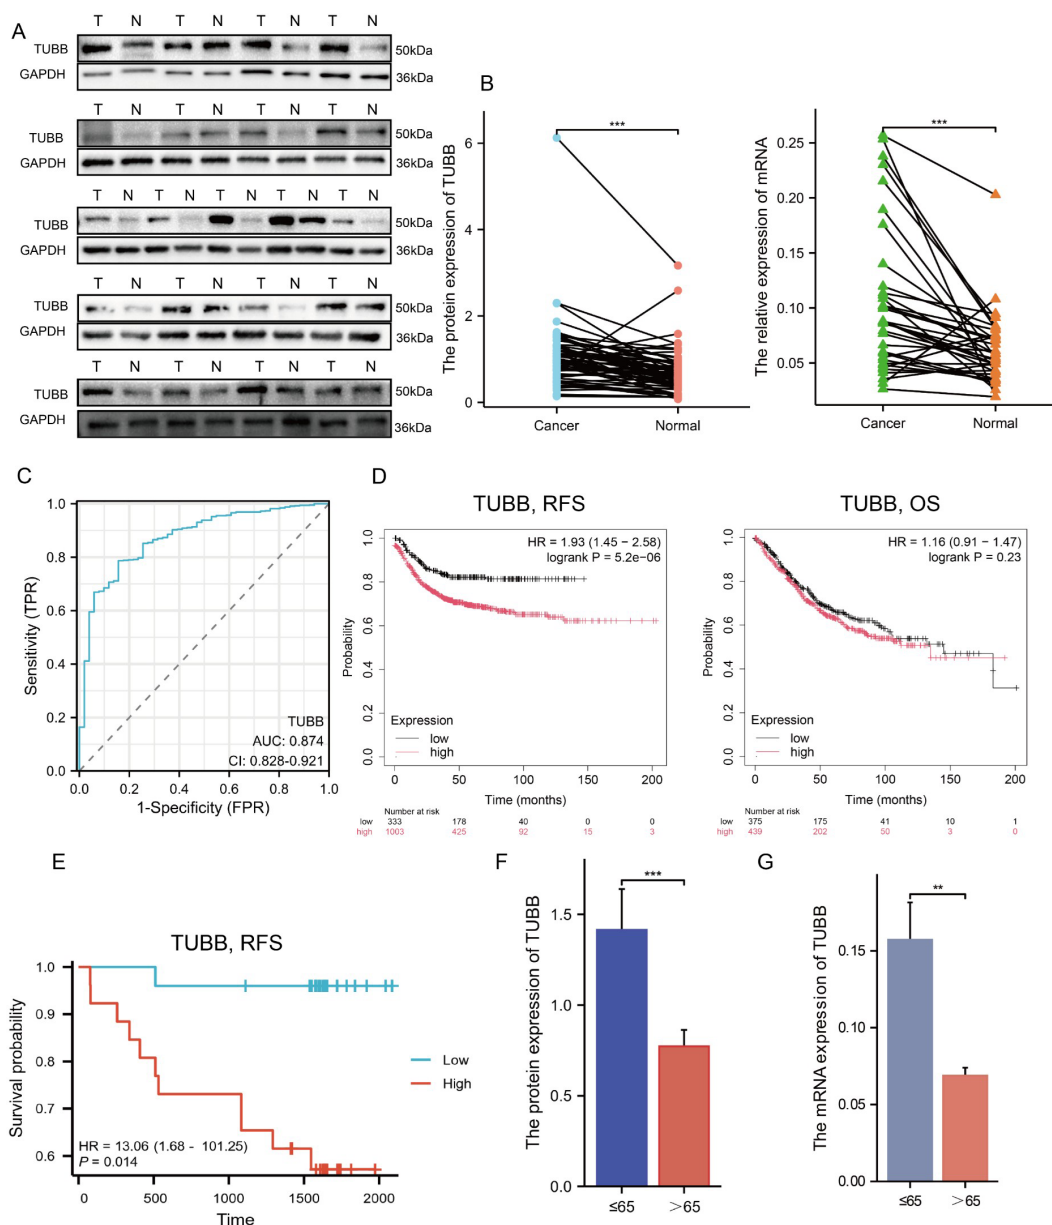 A
T N T N T N T N
TUBB 50kDa
GAPDH 36kDa
T N T N T N T N
TUBB 50kDa
GAPDH 36kDa
T N T N T N T N T N
TUBB 50kDa
GAPDH 36kDa
T N T N T N T N
TUBB 50kDa
GAPDH 36kDa
T N T N T N T N
TUBB 50kDa
GAPDH 36kDa
B
The protein expression of TUBB
6
4
2
0
***
Cancer Normal
The relative expression of mRNA
0.25
0.20
0.15
0.10
0.05
***
Cancer Normal
C
Sensitivity (TPR)
1.0
0.8
0.6
0.4
0.2
0.0
TUBB
AUC: 0.874
CI: 0.828-0.921
0.0 0.2 0.4 0.6 0.8 1.0
1-Specificity (FPR)
D
TUBB, RFS
HR = 1.93 (1.45 − 2.58)
logrank P = 5.2e−06
Probability
1.0
0.8
0.6
0.4
0.2
0.0
Expression
low
high
0 50 100 150 200
Time (months)
Number at risk
low 333 178 40 0 0
high 1003 425 92 15 3
TUBB, OS
HR = 1.16 (0.91 − 1.47)
logrank P = 0.23
Probability
1.0
0.8
0.6
0.4
0.2
0.0
Expression
low
high
0 50 100 150 200
Time (months)
Number at risk
low 375 175 41 10 1
high 439 202 50 3 0
E
TUBB, RFS
Survival probability
1.0
0.9
0.8
0.7
0.6
Low
High
HR = 13.06 (1.68 - 101.25)
P = 0.014
0 500 1000 1500 2000
Time
F
The protein expression of TUBB
1.5
1.0
0.5
0.0
***
≤65 >65
G
The mRNA expression of TUBB
0.15
0.10
0.05
0.00
**
≤65 >65